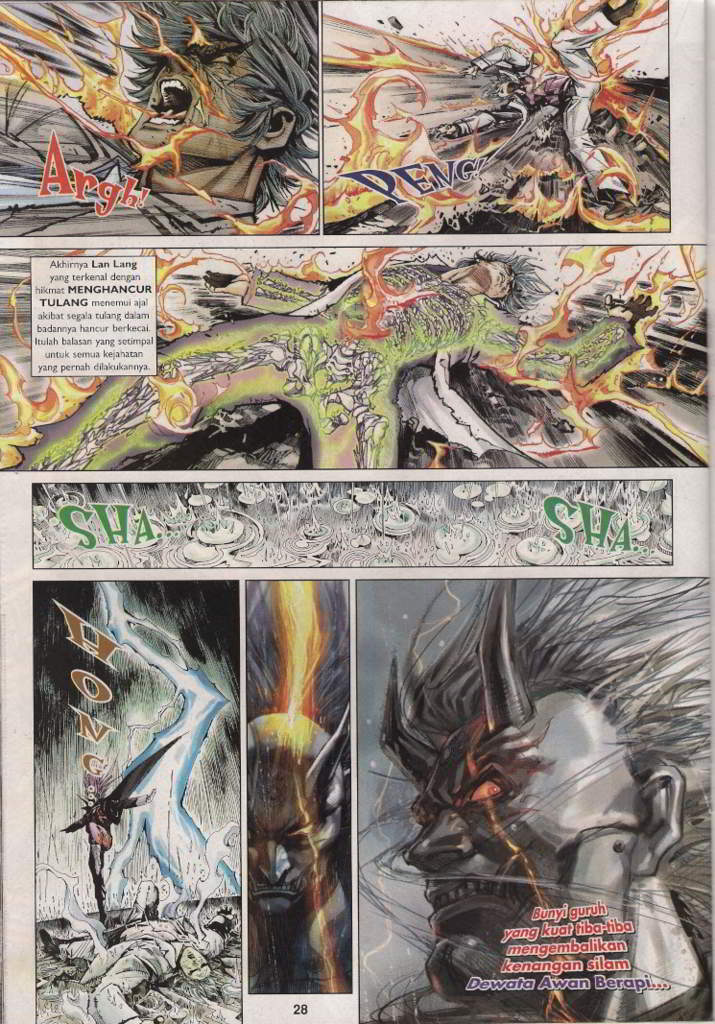 Argh!
PENG!
Akhirnya Lan Lang
yang terkenal dengan
hikmat MENGHANCUR
TULANG menemui ajal
akibat segala tulang dalam
badannya hancur berkecai.
Itulah balasan yang setimpal
untuk semua kejahatan
yang pernah dilakukannya.
SHA...
SHA...
HONG
Bunyi guruh
yang kuat tiba-tiba
mengembalikan
kenangan silam
Dewata Awan Berapi...
28